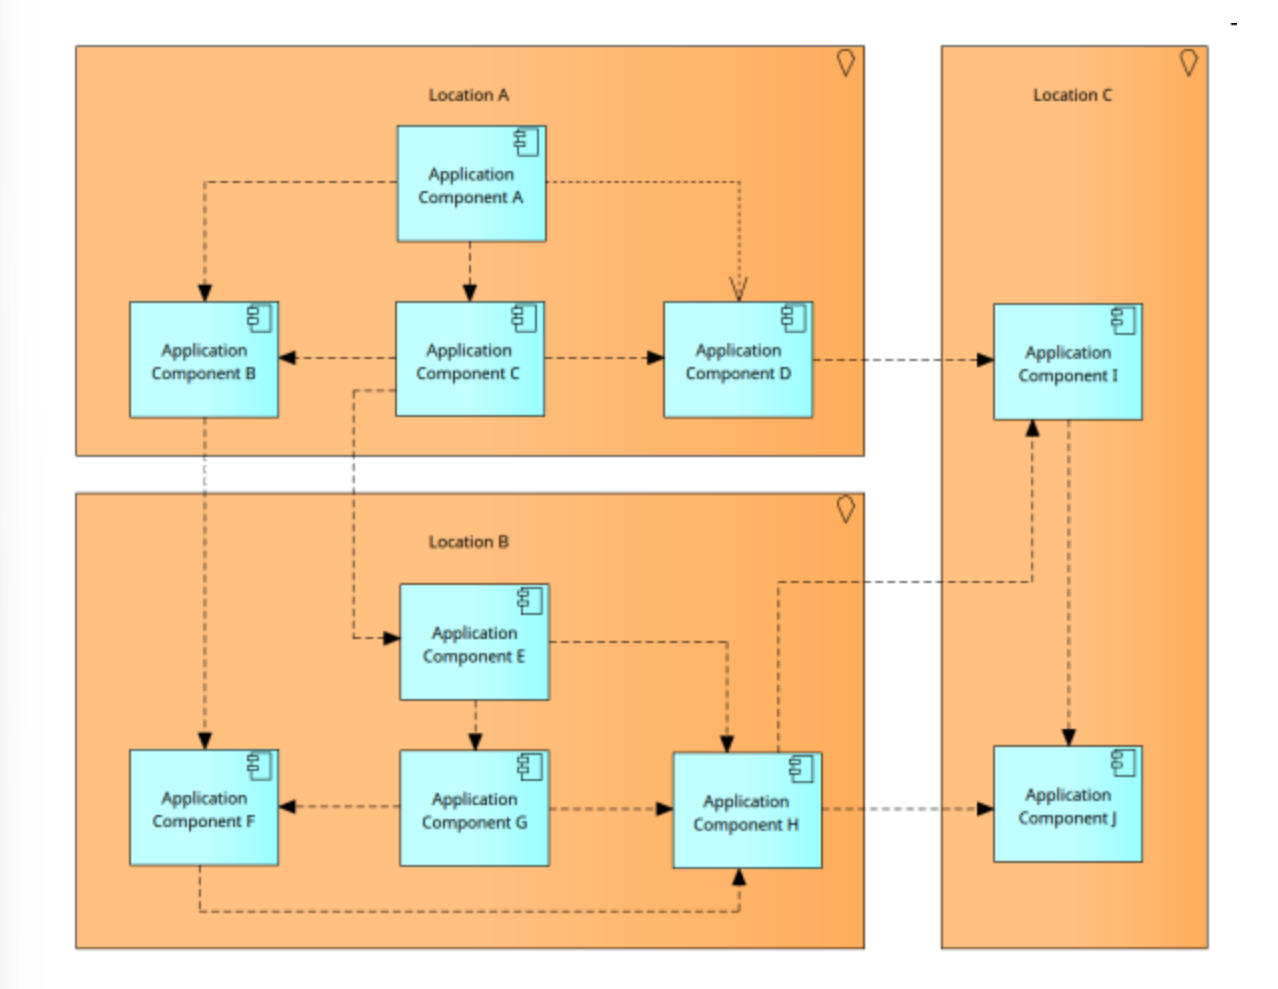 Location A
Location C
Application
Component A
Application
Component B
Application
Component C
Application
Component D
Application
Component I
Location B
Application
Component E
Application
Component F
Application
Component G
Application
Component H
Application
Component J